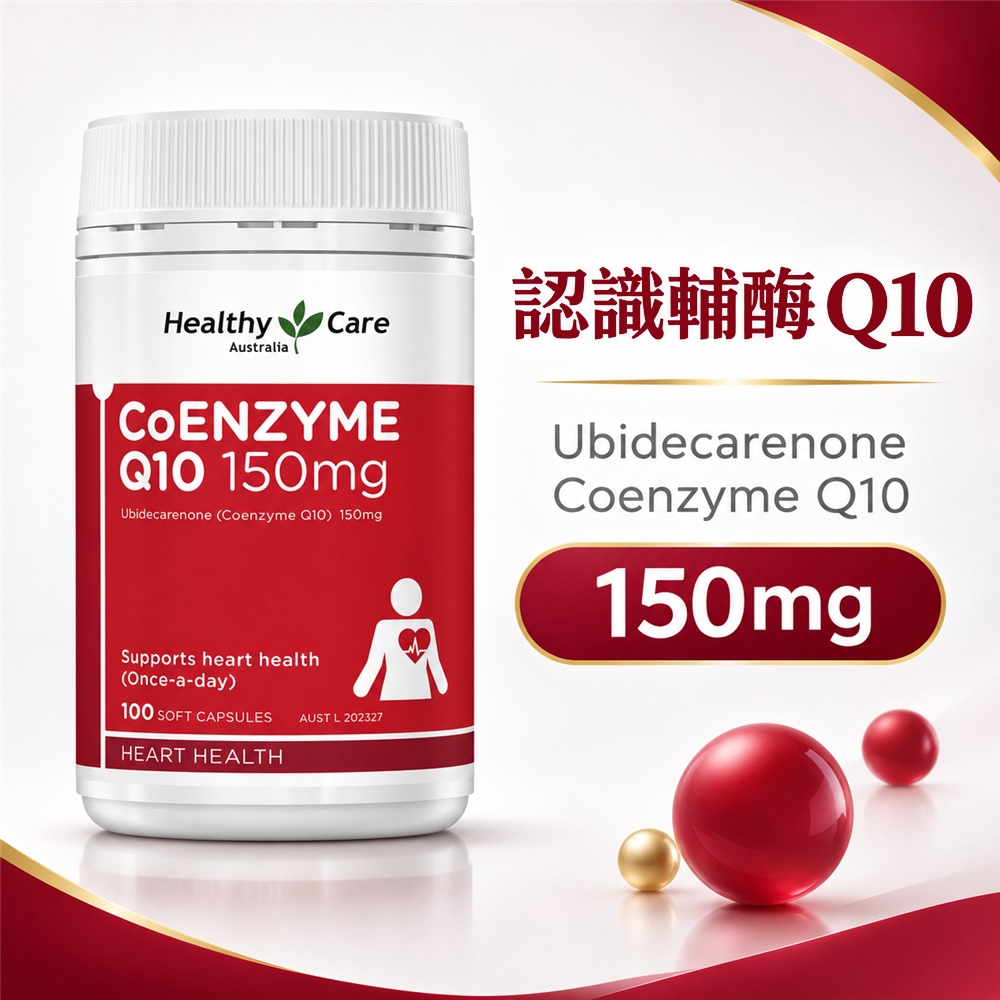 Healthy Care
Australia
CoENZYME
Q10 150mg
Ubidecarenone (Coenzyme Q10) 150mg
Supports heart health
(Once-a-day)
100 SOFT CAPSULES AUST L 202327
HEART HEALTH
認識輔酶Q10
Ubidecarenone
Coenzyme Q10
150mg